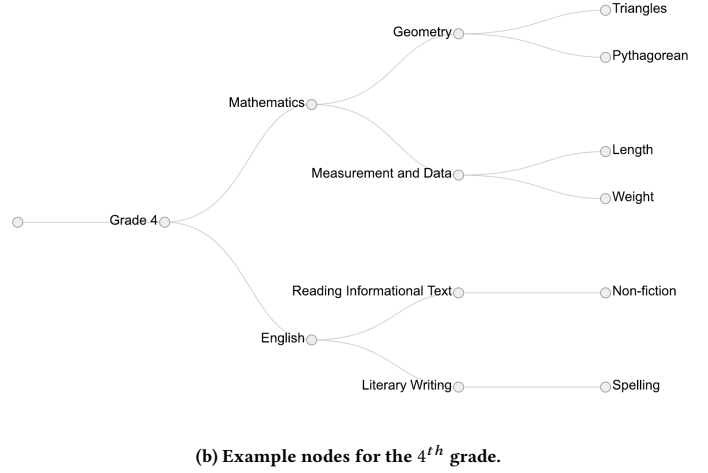 Triangles
Geometry
Pythagorean
Mathematics
Length
Measurement and Data
Weight
Grade 4
Reading Informational Text Non-fiction
English
Literary Writing Spelling
(b) Example nodes for the 4th grade.